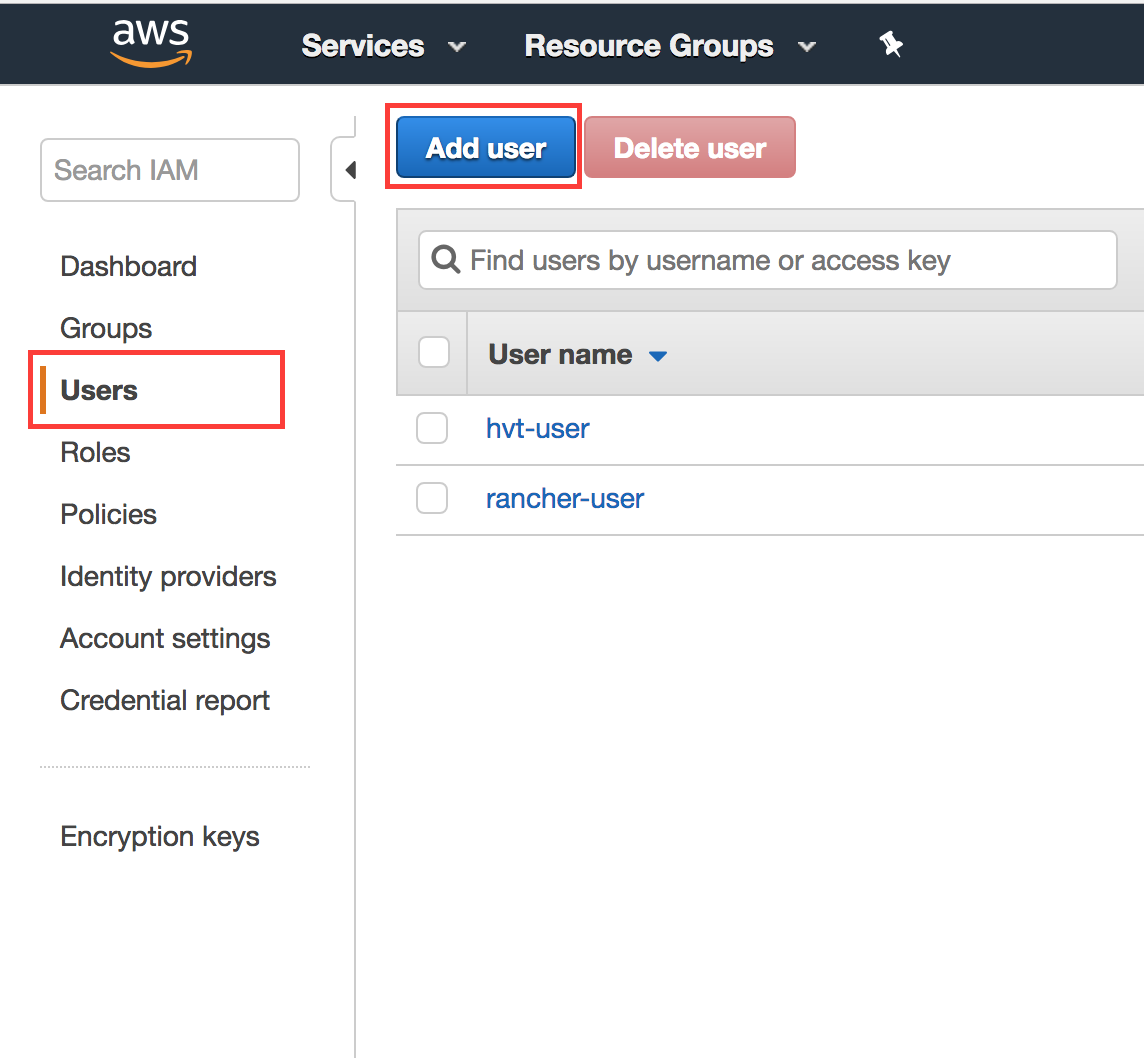 aws
Services
Resource Groups
Search IAM
Dashboard
Groups
Users
Roles
Policies
Identity providers
Account settings
Credential report
Encryption keys
Add user
Delete user
Find users by username or access key
User name
hvt-user
rancher-user